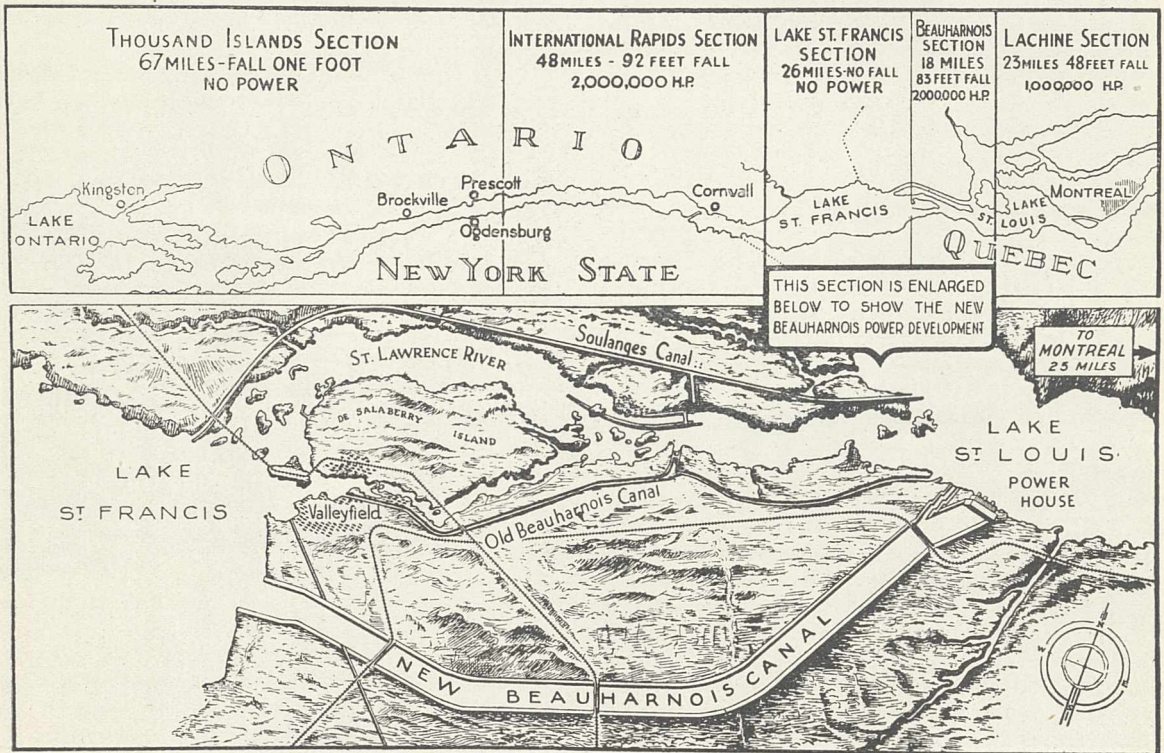 THOUSAND ISLANDS SECTION
67 MILES-FALL ONE FOOT
NO POWER
INTERNATIONAL RAPIDS SECTION
48 MILES - 92 FEET FALL
2,000,000 H.P.
LAKE ST. FRANCIS
SECTION
26 MILES-NO FALL
NO POWER
BEAUHARNOIS
SECTION
18 MILES
83 FEET FALL
2,000,000 H.P.
LACHINE SECTION
23 MILES 48 FEET FALL
1,000,000 H.P.
ONTARIO
Kingston
Brockville
Prescott
Ogdensburg
Cornwall
LAKE
ONTARIO
LAKE
ST. FRANCIS
LAKE
ST. LOUIS
MONTREAL
NEW YORK STATE
QUEBEC
THIS SECTION IS ENLARGED
BELOW TO SHOW THE NEW
BEAUHARNOIS POWER DEVELOPMENT
TO
MONTREAL
25 MILES
Soulanges Canal
ST. LAWRENCE RIVER
DE SALABERRY
ISLAND
LAKE
ST. FRANCIS
LAKE
ST. LOUIS
POWER
HOUSE
Valleyfield
Old Beauharnois Canal
NEW BEAUHARNOIS CANAL